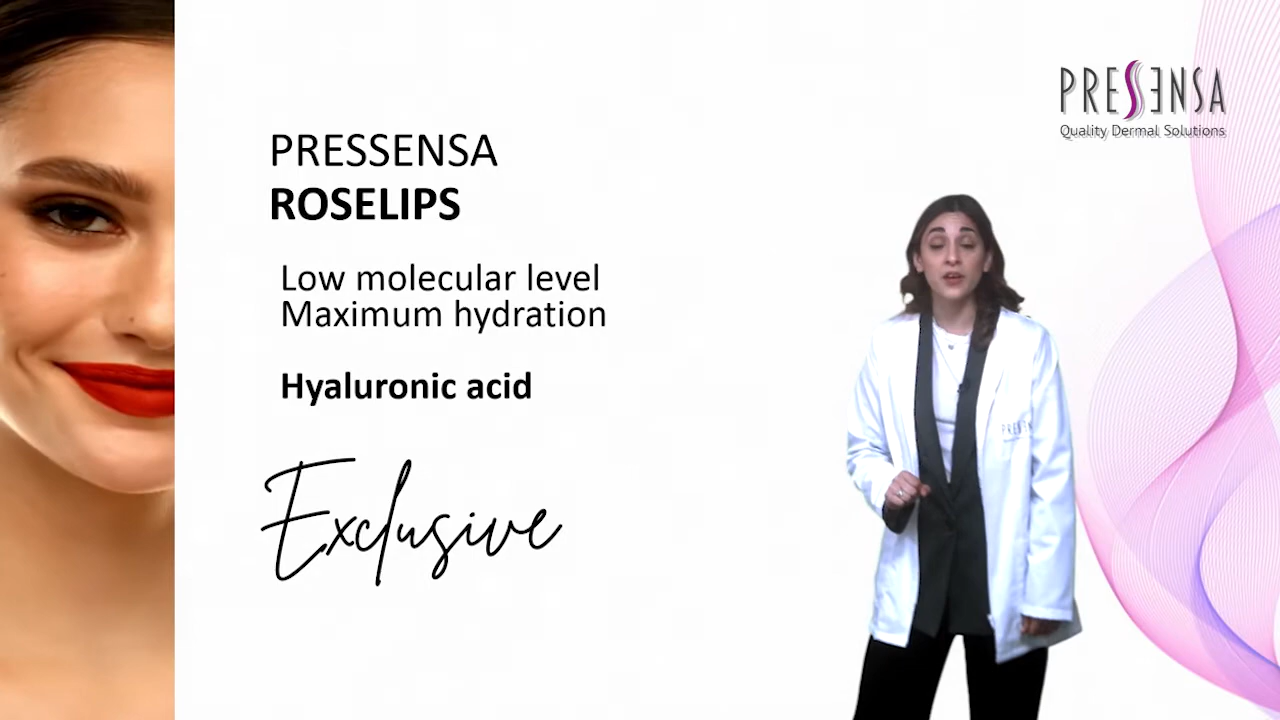 PRESSENSA
ROSELIPS
Low molecular level
Maximum hydration
Hyaluronic acid
Exclusive
PRESSENSA
Quality Dermal Solutions